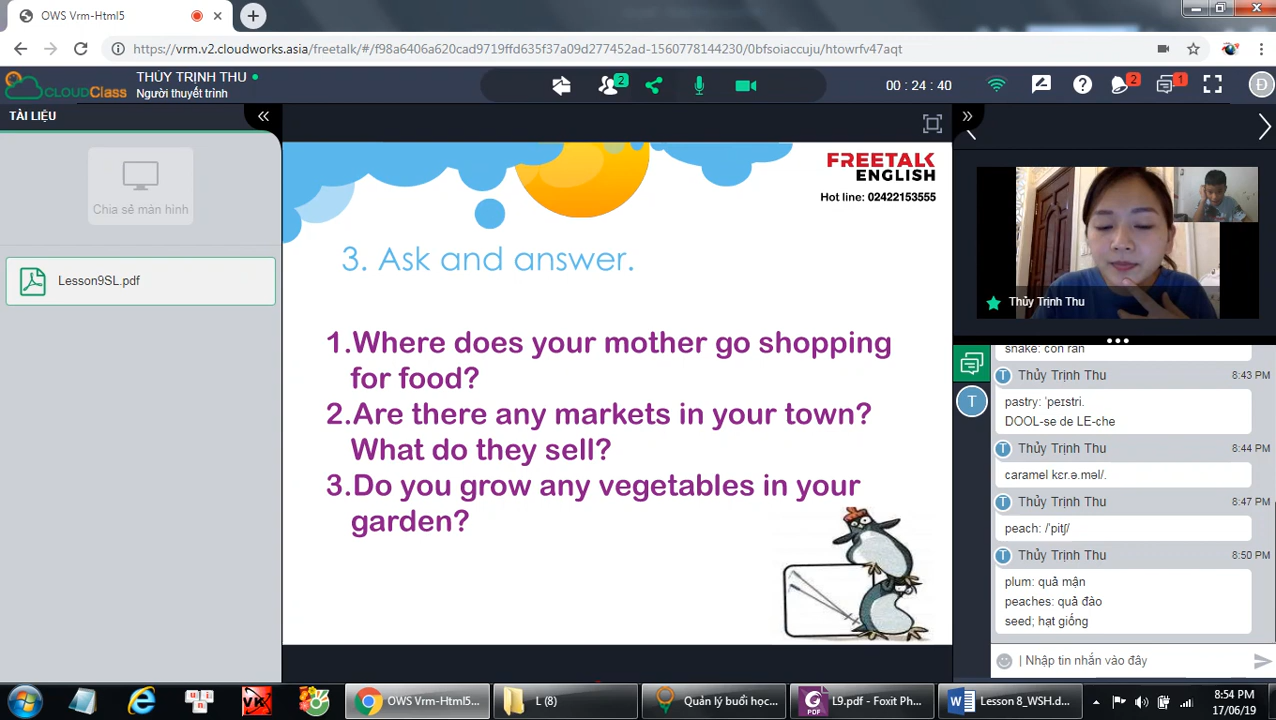 OWS Vrm-Html5
https://vrm.v2.cloudworks.asia/freetalk/#/f98a6406a620cad9719ffd635f37a09d277452ad-1560778144230/0bfsoiaccuju/htowrfv47aqt
CLOUDClass
THỦY TRỊNH THU
Người thuyết trình
2
00 : 24 : 40
2
1
Đ
TÀI LIỆU
Chia sẻ màn hình
Lesson9SL.pdf
FREETALK
ENGLISH
Hot line: 02422153555
3. Ask and answer.
1.Where does your mother go shopping
for food?
2.Are there any markets in your town?
What do they sell?
3.Do you grow any vegetables in your
garden?
Thủy Trịnh Thu
snake: con rắn
T Thủy Trịnh Thu 8:43 PM
pastry: 'peɪstri.
DOOL-se de LE-che
T
T Thủy Trịnh Thu 8:44 PM
caramel kɛr.ə.məl/.
T Thủy Trịnh Thu 8:47 PM
peach: /'pitʃ/
T Thủy Trịnh Thu 8:50 PM
plum: quả mận
peaches: quả đào
seed; hạt giống
Nhập tin nhắn vào đây
OWS Vrm-Html5...
L (8)
Quản lý buổi học...
L9.pdf - Foxit Ph...
Lesson 8_WSH.d...
8:54 PM
17/06/19